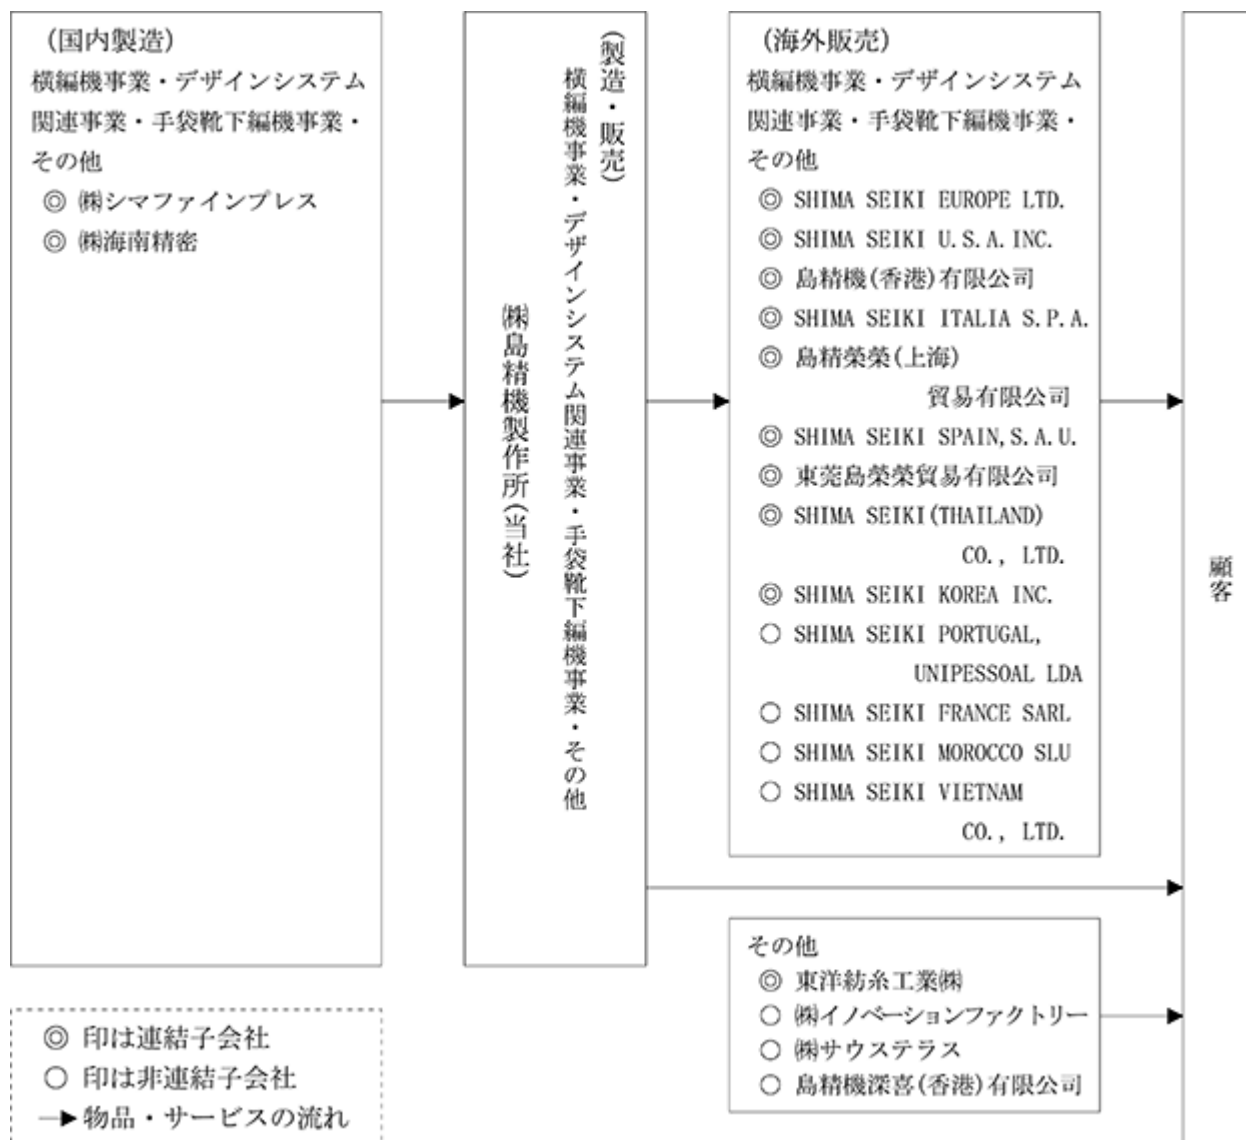 (国内製造)
横編機事業・デザインシステム
関連事業・手袋靴下編機事業・
その他
◎ ㈱シマファインプレス
◎ ㈱海南精密
(製造・販売)
横編機事業・デザインシステム関連事業・手袋靴下編機事業・その他
㈱島精機製作所(当社)
(海外販売)
横編機事業・デザインシステム
関連事業・手袋靴下編機事業・
その他
◎ SHIMA SEIKI EUROPE LTD.
◎ SHIMA SEIKI U.S.A.INC.
◎ 島精機(香港)有限公司
◎ SHIMA SEIKI ITALIA S.P.A.
◎ 島精榮榮(上海)
貿易有限公司
◎ SHIMA SEIKI SPAIN,S.A.U.
◎ 東莞島榮榮貿易有限公司
◎ SHIMA SEIKI(THAILAND)
CO., LTD.
◎ SHIMA SEIKI KOREA INC.
○ SHIMA SEIKI PORTUGAL,
UNIPESSOAL LDA
○ SHIMA SEIKI FRANCE SARL
○ SHIMA SEIKI MOROCCO SLU
○ SHIMA SEIKI VIETNAM
CO., LTD.
その他
◎ 東洋紡糸工業㈱
○ ㈱イノベーションファクトリー
○ ㈱サウステラス
○ 島精機深喜(香港)有限公司
顧客
◎ 印は連結子会社
○ 印は非連結子会社
→ 物品・サービスの流れ